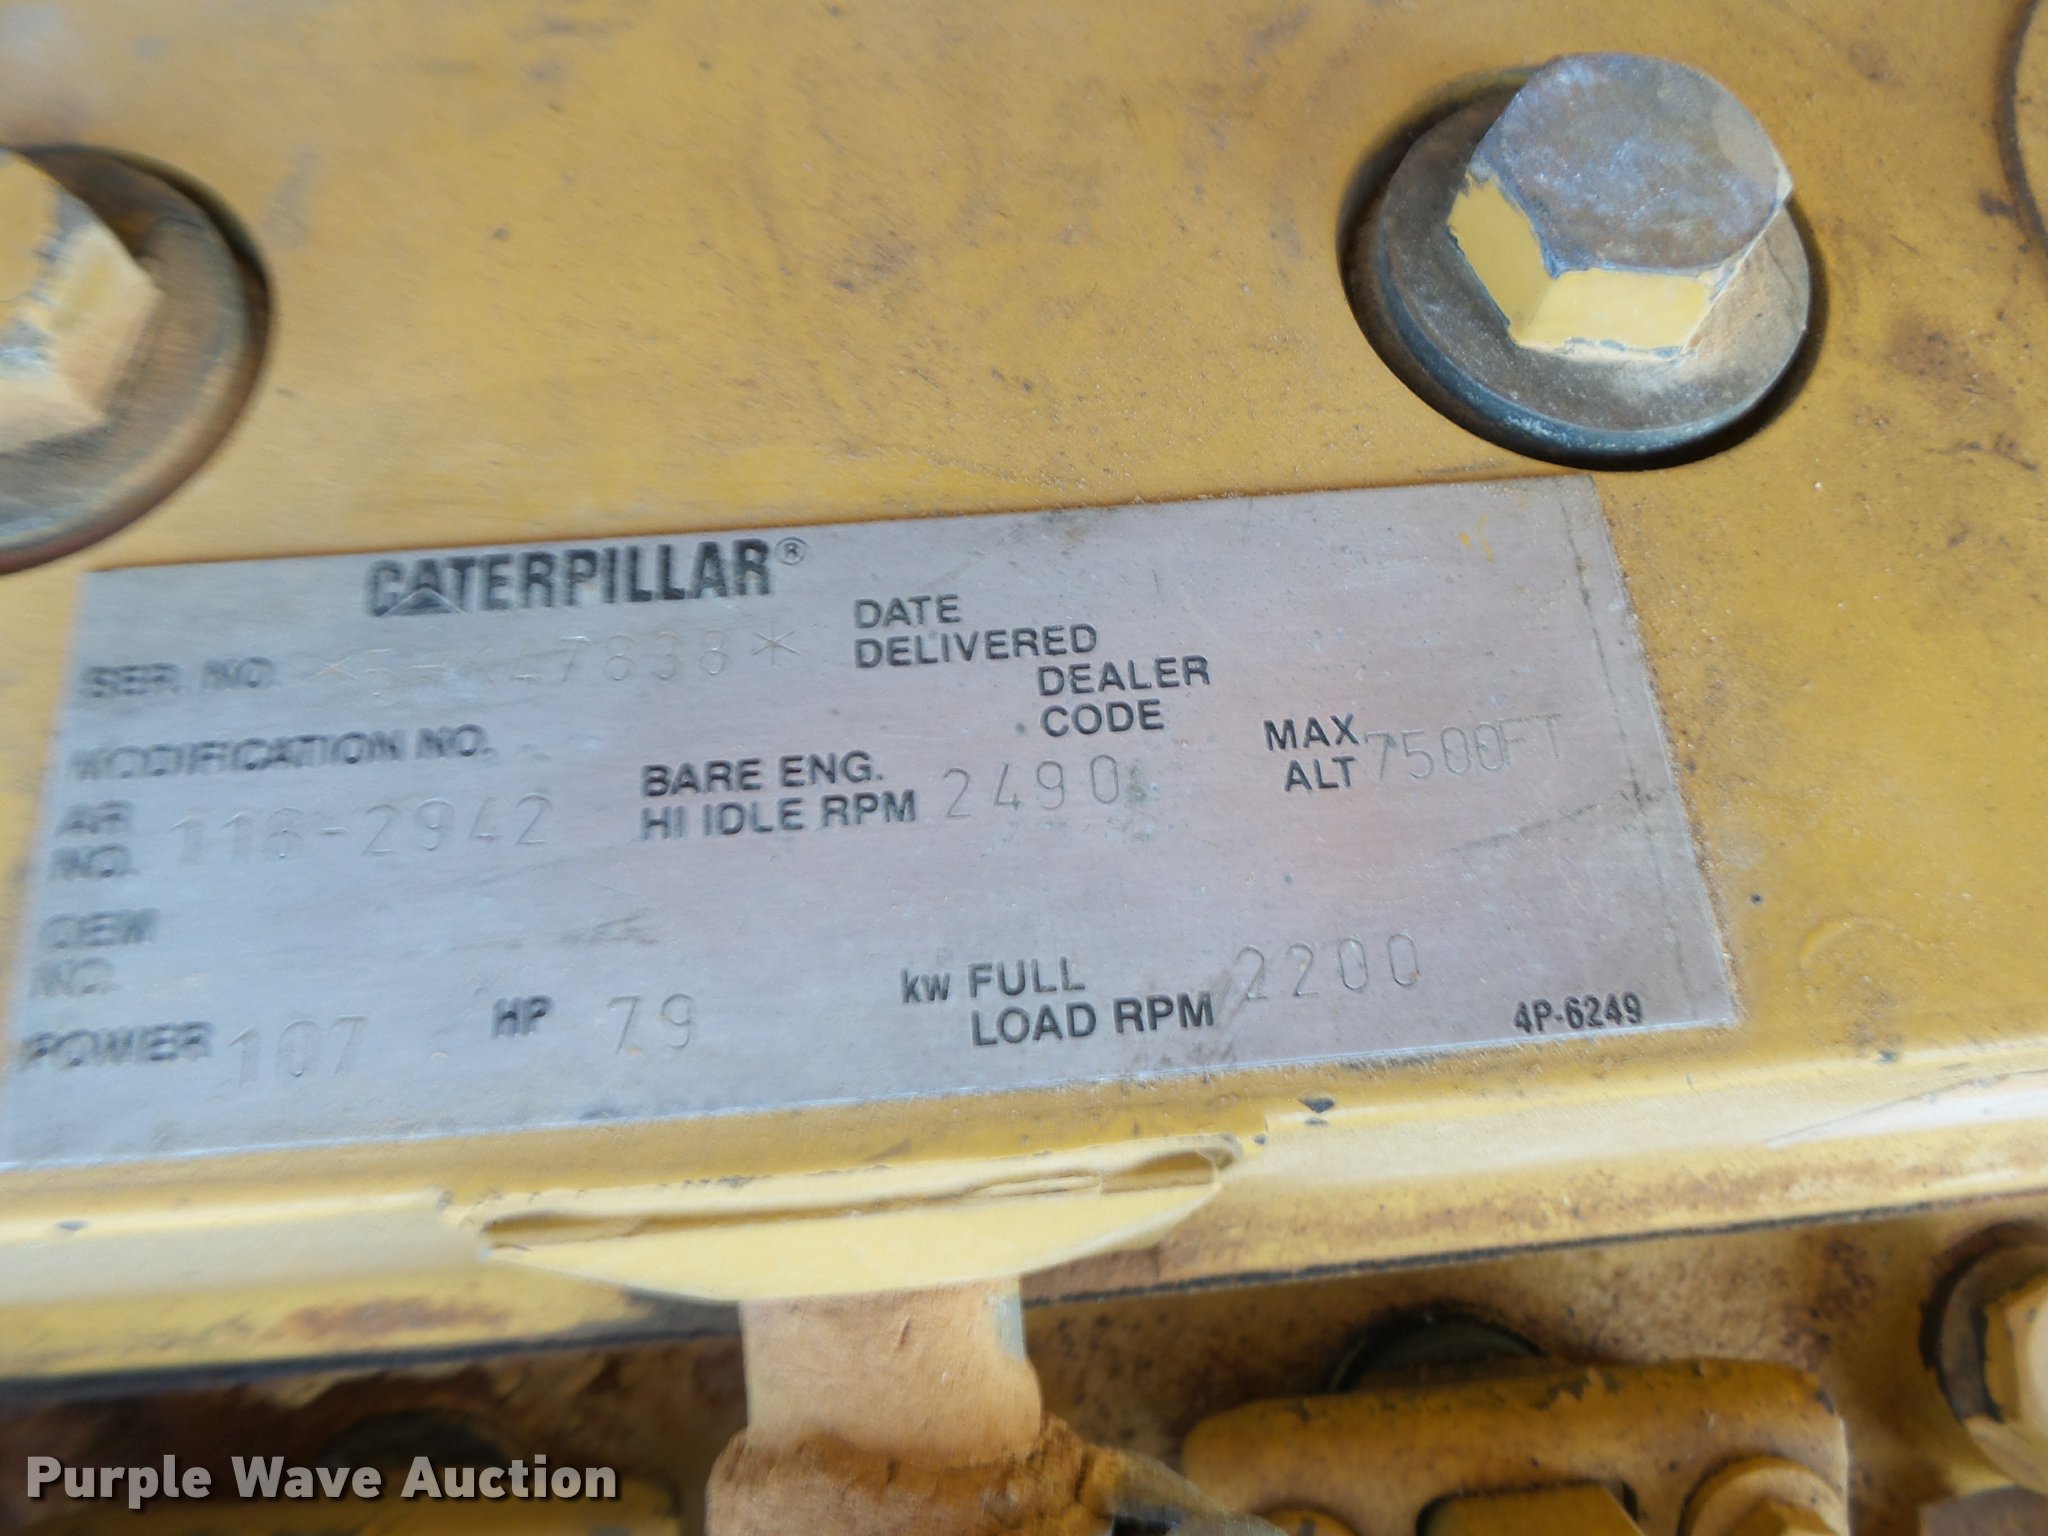 CATERPILLAR®
SER. NO. 47838*
DATE DELIVERED
DEALER CODE
MODIFICATION NO.
AR NO. 116-2942
BARE ENG. HI IDLE RPM 2490
MAX ALT 7500FT
OEM NO.
POWER 107 HP 79 kw FULL LOAD RPM 2200
4P-6249
Purple Wave Auction